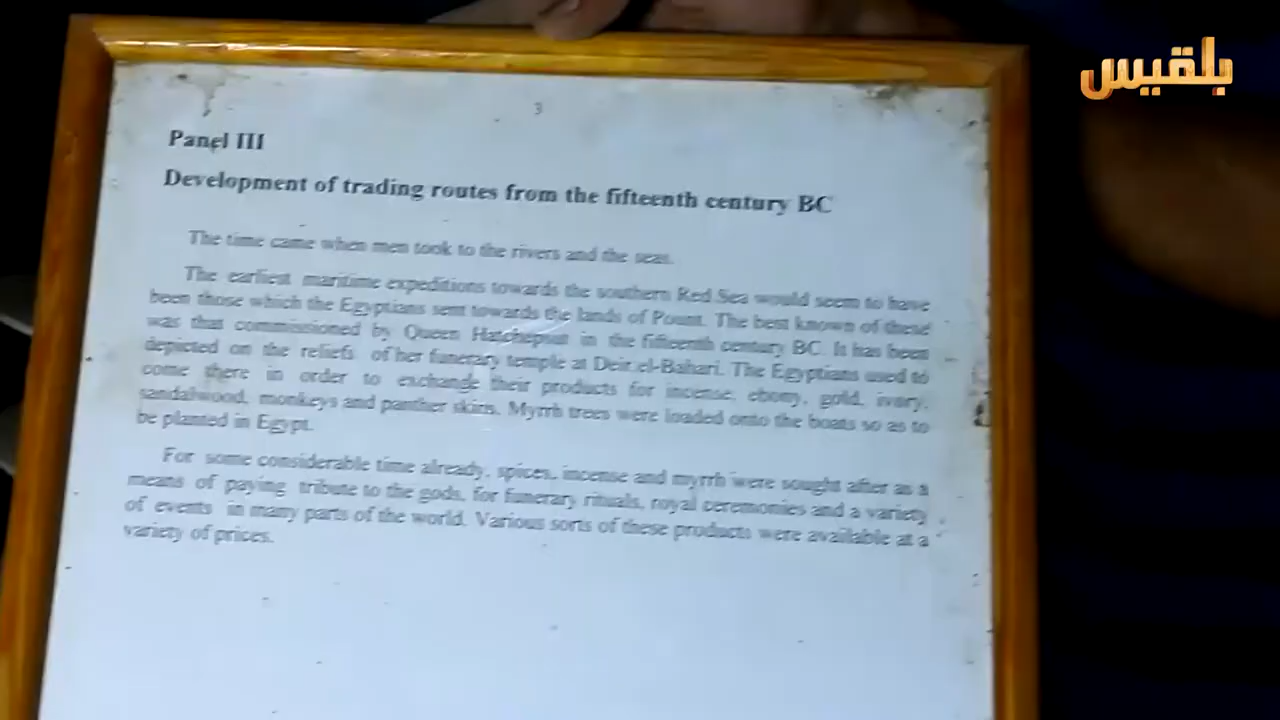 بلقيس
3
Panel III
Development of trading routes from the fifteenth century BC
The time came when men took to the rivers and the seas.
The earliest maritime expeditions towards the southern Red Sea would seem to have
been those which the Egyptians sent towards the lands of Pount. The best known of these
was that commissioned by Queen Hatchepsut in the fifteenth century BC. It has been
depicted on the reliefs of her funerary temple at Deir el-Bahari. The Egyptians used to
come there in order to exchange their products for incense, ebony, gold, ivory,
sandalwood, monkeys and panther skins. Myrrh trees were loaded onto the boats so as to
be planted in Egypt.
For some considerable time already, spices, incense and myrrh were sought after as a
means of paying tribute to the gods, for funerary rituals, royal ceremonies and a variety
of events in many parts of the world. Various sorts of these products were available at a
variety of prices.